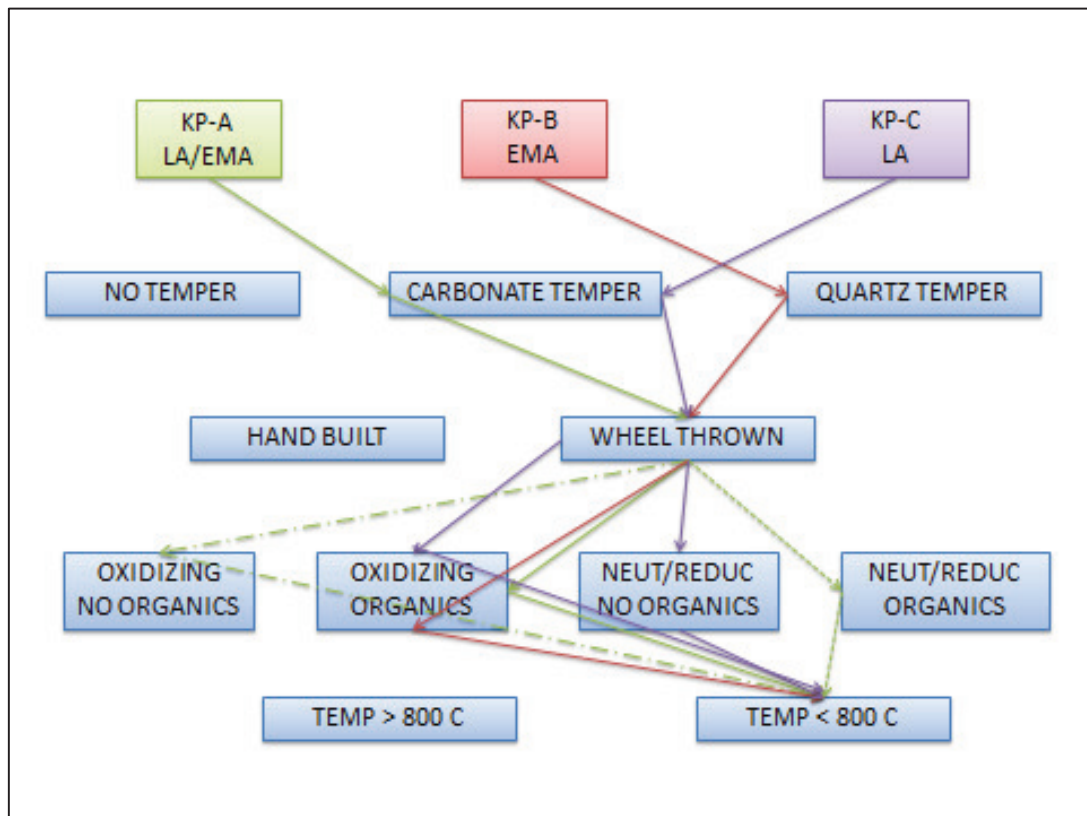 KP-A
LA/EMA
KP-B
EMA
KP-C
LA
NO TEMPER
CARBONATE TEMPER
QUARTZ TEMPER
HAND BUILT
WHEEL THROWN
OXIDIZING
NO ORGANICS
OXIDIZING
ORGANICS
NEUT/REDUC
NO ORGANICS
NEUT/REDUC
ORGANICS
TEMP > 800 C
TEMP < 800 C